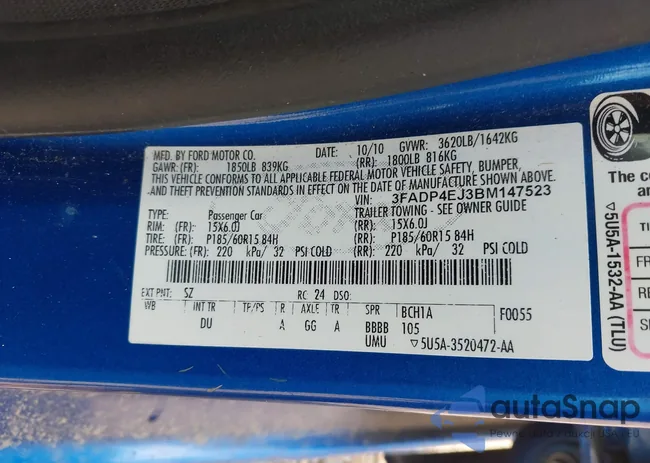 MFD. BY FORD MOTOR CO. DATE: 10/10 GVWR: 3620LB/1642KG
GAWR: (FR): 1850LB 839KG (RR): 1800LB 816KG
THIS VEHICLE CONFORMS TO ALL APPLICABLE FEDERAL MOTOR VEHICLE SAFETY, BUMPER,
AND THEFT PREVENTION STANDARDS IN EFFECT ON THE DATE OF MANUFACTURE SHOWN ABOVE.
VIN: 3FADP4EJ3BM147523
TYPE: Passenger Car TRAILER TOWING - SEE OWNER GUIDE
RIM: (FR): 15X6.0J (RR): 15X6.0J
TIRE: (FR): P185/60R15 84H (RR): P185/60R15 84H
PRESSURE: (FR): 220 kPa/ 32 PSI COLD (RR): 220 kPa/ 32 PSI COLD
EXT PNT: SZ RC: 24 DSO:
WB INT TR TP/PS R AXLE TR SPR BCH1A F0055
DU A GG A BBBB 105
UMU ▽5U5A-3520472-AA
The co
▽5U5A-1532-AA (TLU)
TI
FR
RE
S
autoSnap